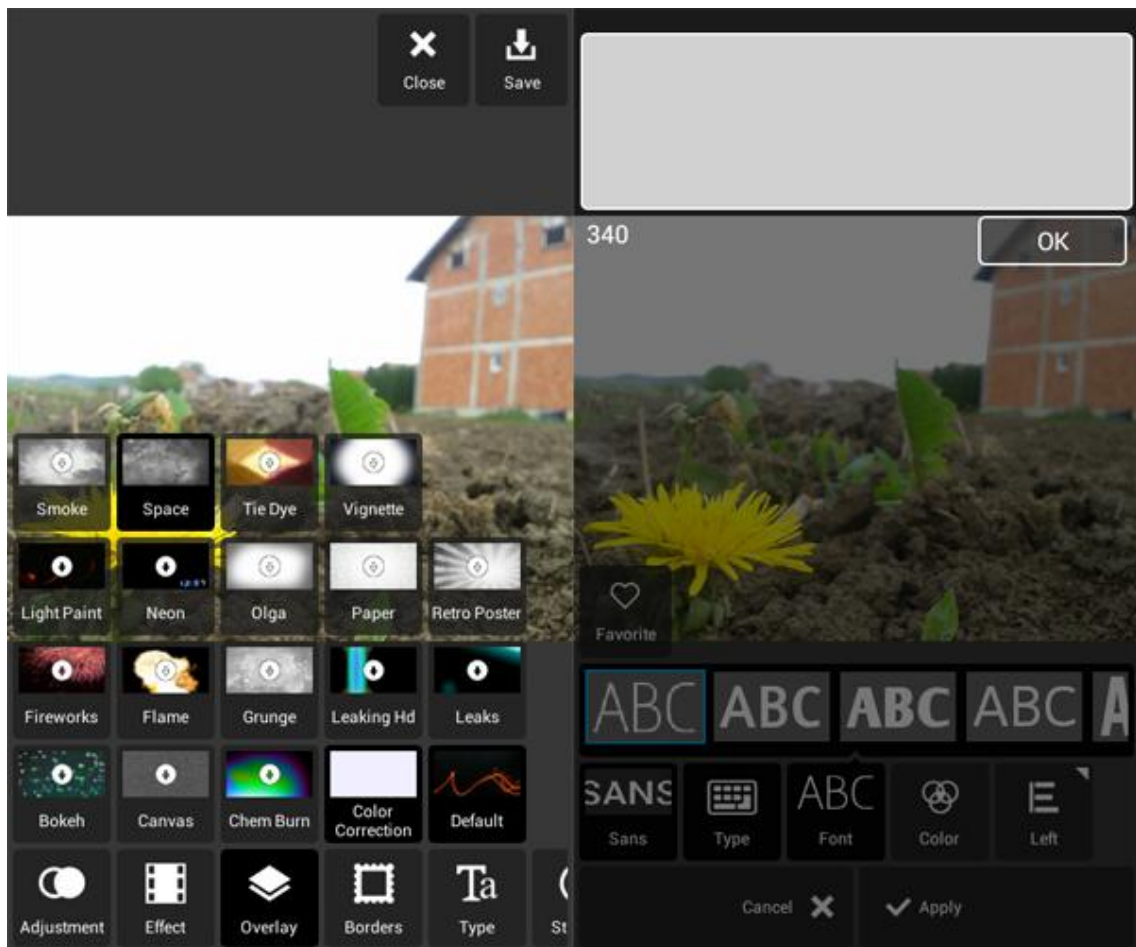 Close
Save
Smoke
Space
Tie Dye
Vignette
12:37
Light Paint
Neon
Olga
Paper
Retro Poster
Fireworks
Flame
Grunge
Leaking Hd
Leaks
Bokeh
Canvas
Chem Burn
Color
Correction
Default
Adjustment
Effect
Overlay
Borders
Ta
Type
St
340
OK
Favorite
ABC
ABC
ABC
ABC
A
SANS
ABC
Sans
Type
Font
Color
Left
Cancel
Apply